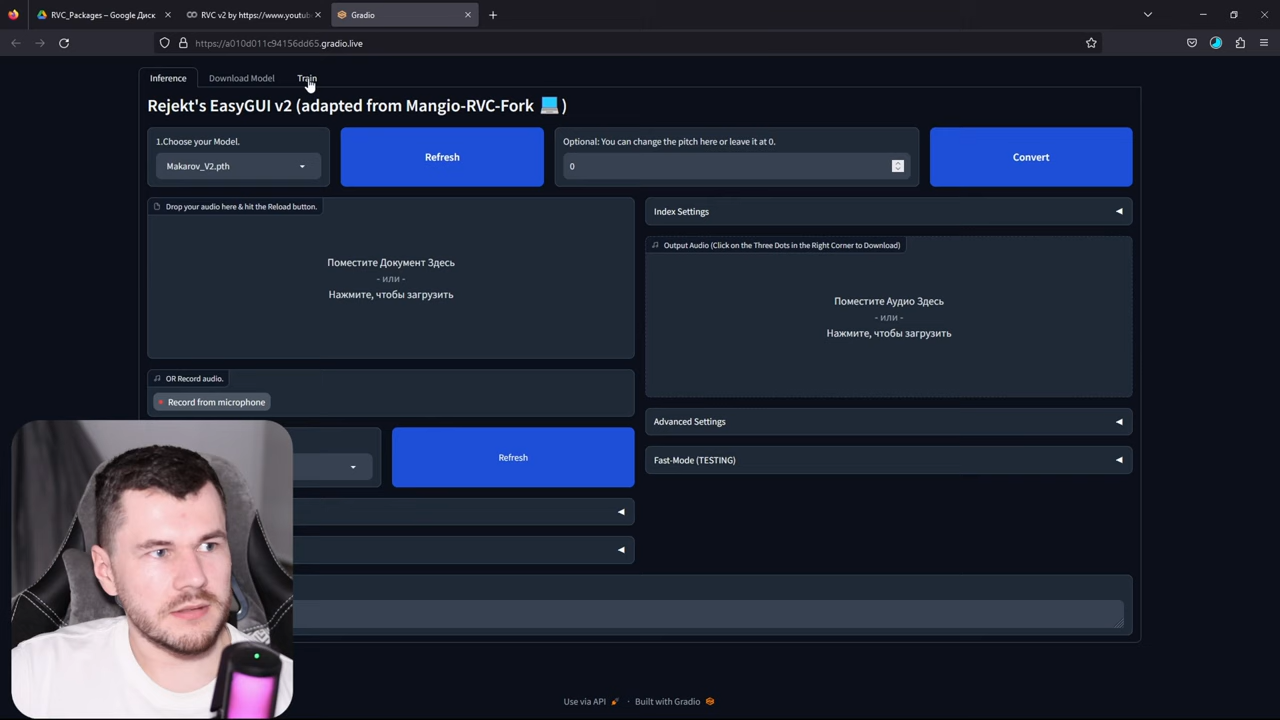 RVC_Packages – Google Диск
RVC v2 by https://www.youtub
Gradio
https://a010d011c94156dd65.gradio.live
Inference
Download Model
Train
Rejekt's EasyGUI v2 (adapted from Mangio-RVC-Fork 💻 )
1.Choose your Model.
Makarov_V2.pth
Refresh
Optional: You can change the pitch here or leave it at 0.
0
Convert
Drop your audio here & hit the Reload button.
Поместите Документ Здесь
- или -
Нажмите, чтобы загрузить
Index Settings
Output Audio (Click on the Three Dots in the Right Corner to Download)
Поместите Аудио Здесь
- или -
Нажмите, чтобы загрузить
OR Record audio.
Record from microphone
Refresh
Advanced Settings
Fast-Mode (TESTING)
Use via API
Built with Gradio